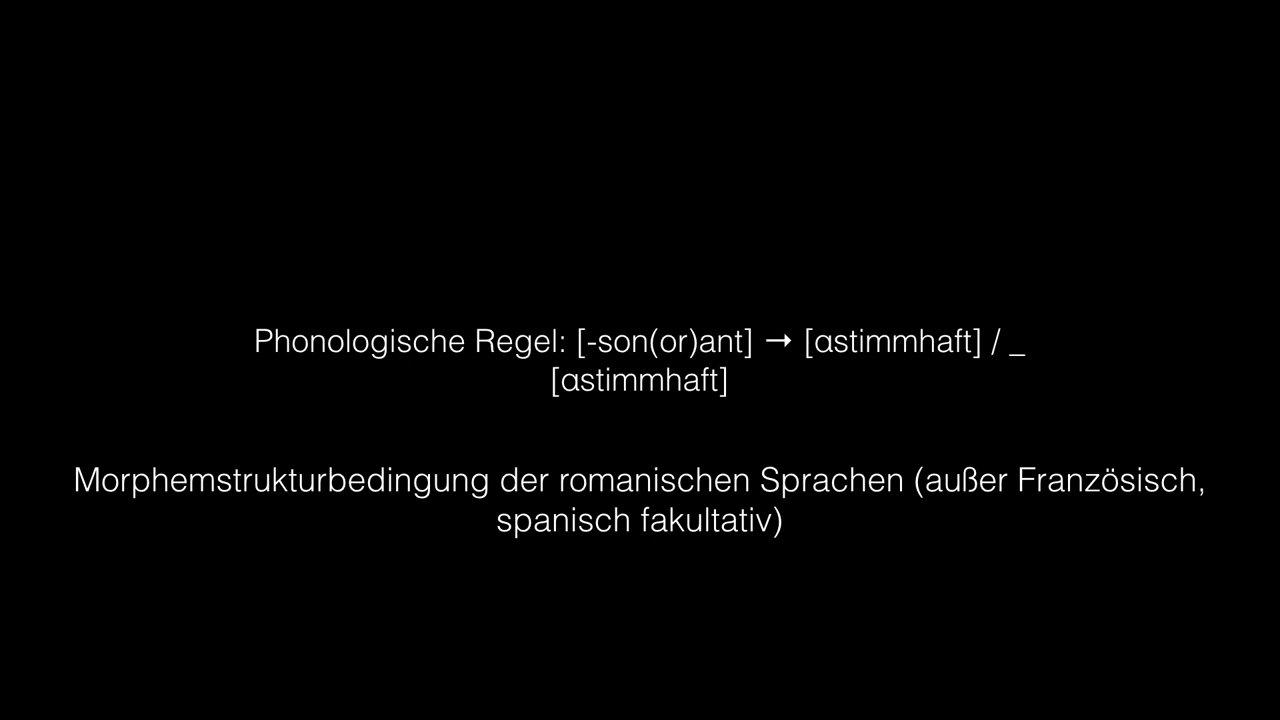 Phonologische Regel: [-son(or)ant] → [αstimmhaft] / _
[αstimmhaft]
Morphemstrukturbedingung der romanischen Sprachen (außer Französisch,
spanisch fakultativ)